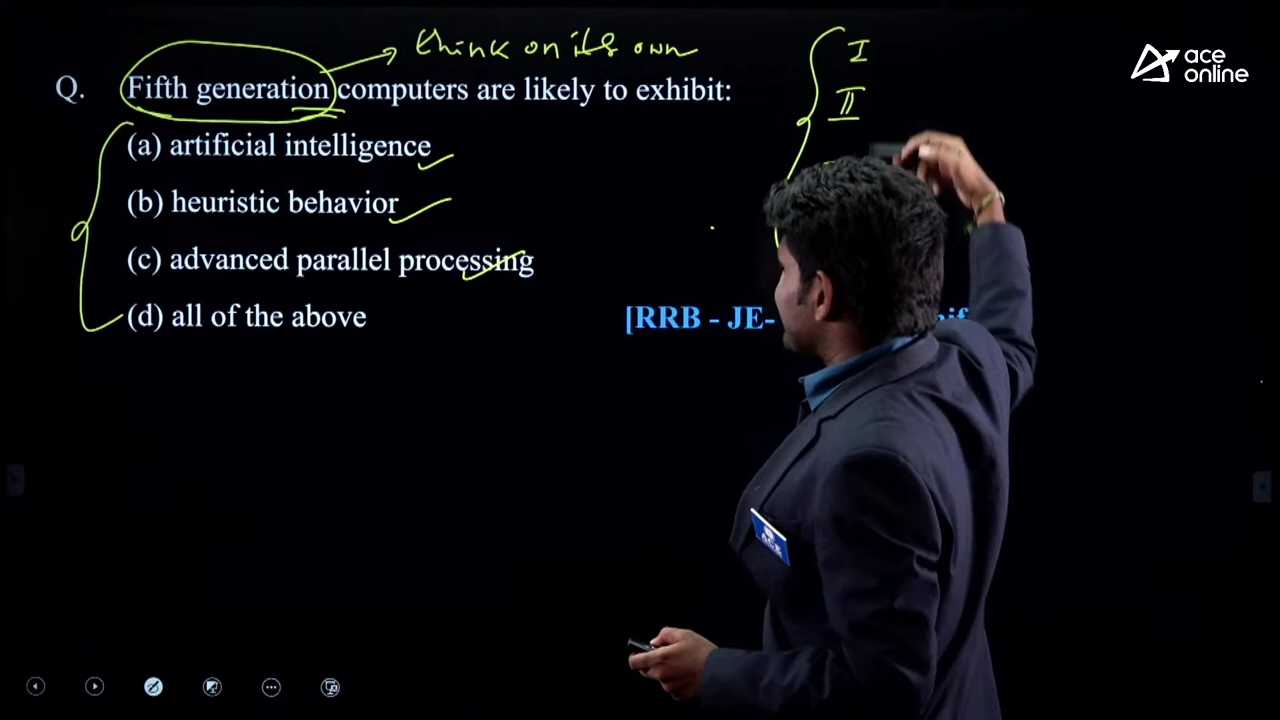 think on its own
I
ace
online
Q. Fifth generation computers are likely to exhibit:
II
(a) artificial intelligence
(b) heuristic behavior
(c) advanced parallel processing
(d) all of the above
[RRB - JE-
ACE